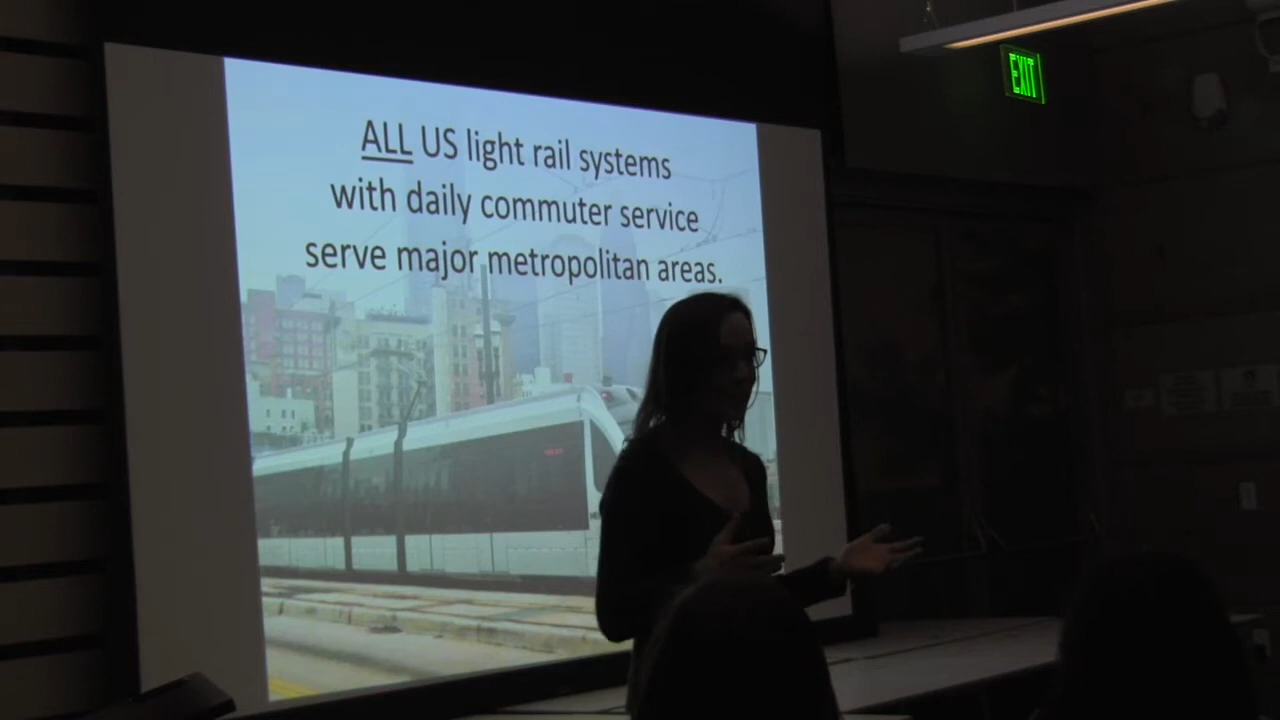 ALL US light rail systems
with daily commuter service
serve major metropolitan areas.
EXIT